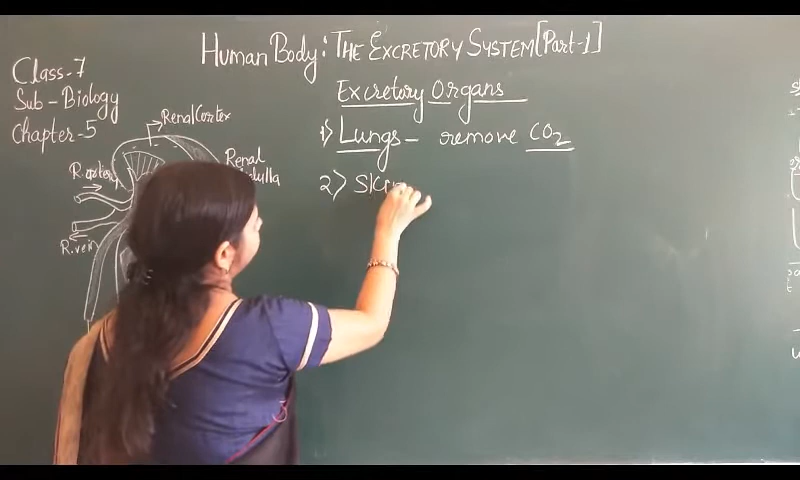 Human Body: THE EXCRETORY SYSTEM[Part-1]
Class-7
Sub-Biology
Chapter-5
Excretory Organs
1) Lungs- remove CO2
2) Skin
Renal Cortex
Renal
R.artery
R.vein